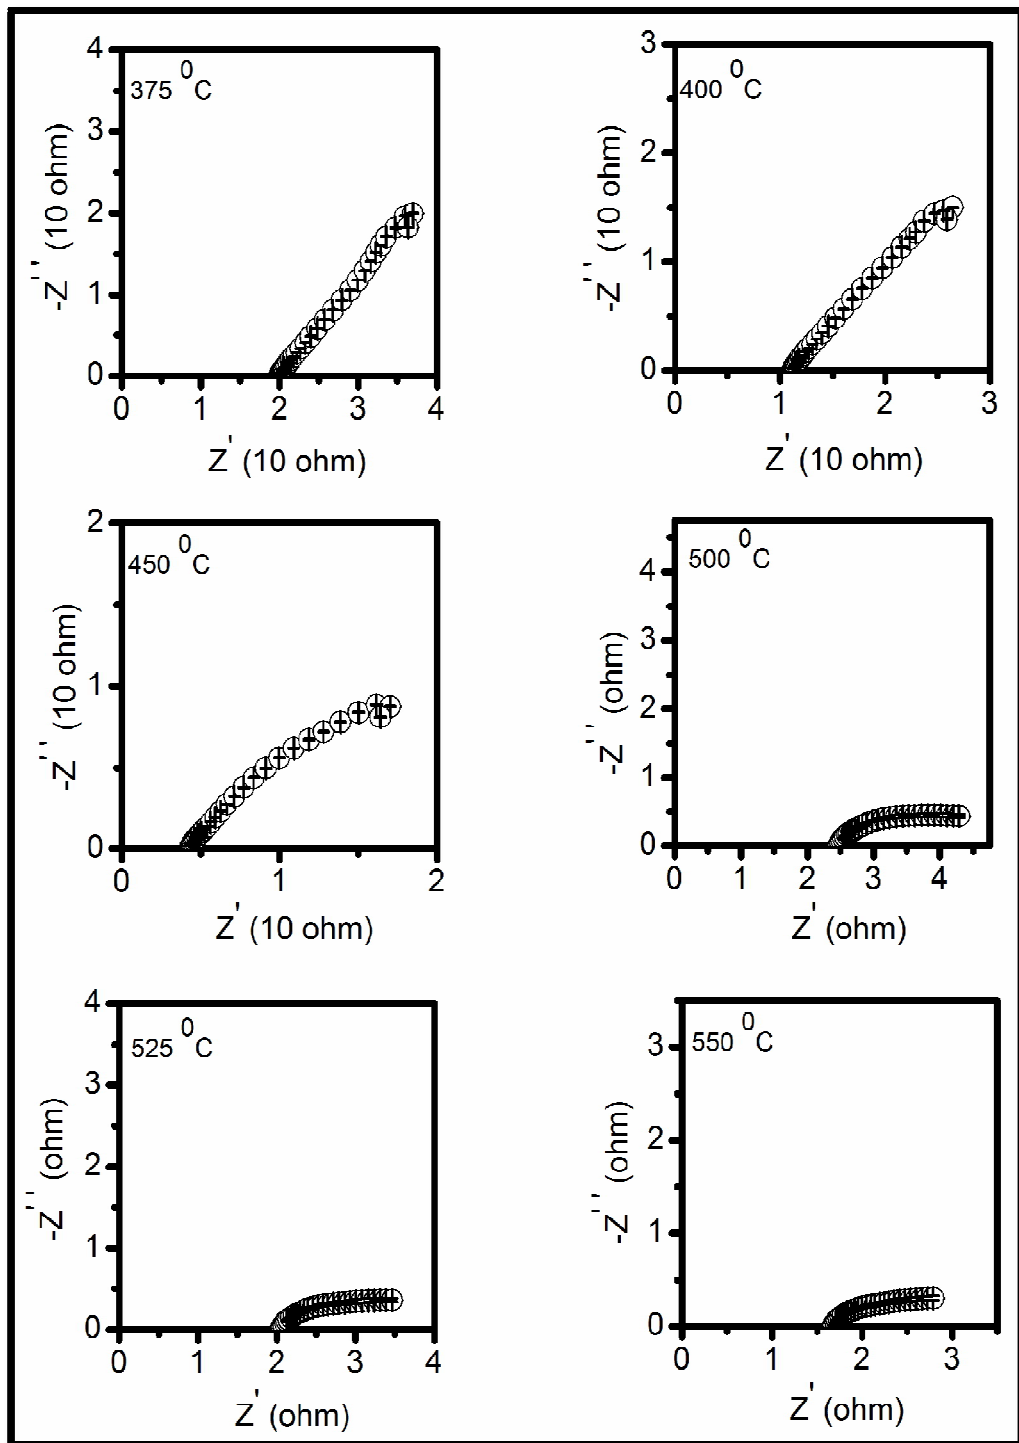 375 ⁰C
4
3
2
1
0
-Z'' (10 ohm)
0 1 2 3 4
Z' (10 ohm)
400 ⁰C
3
2
1
0
-Z'' (10 ohm)
0 1 2 3
Z' (10 ohm)
450 ⁰C
2
1
0
-Z'' (10 ohm)
0 1 2
Z' (10 ohm)
500 ⁰C
4
3
2
1
0
-Z'' (ohm)
0 1 2 3 4
Z' (ohm)
525 ⁰C
4
3
2
1
0
-Z'' (ohm)
0 1 2 3 4
Z' (ohm)
550 ⁰C
3
2
1
0
-Z'' (ohm)
0 1 2 3
Z' (ohm)